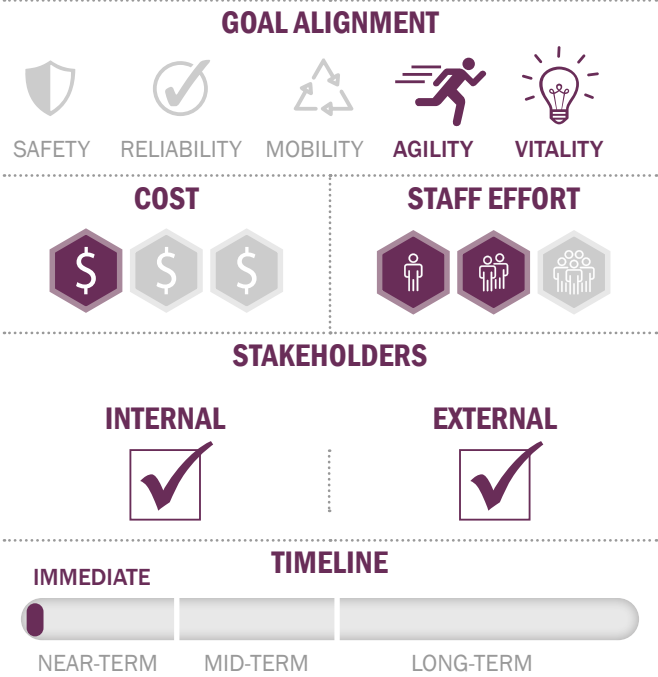 GOAL ALIGNMENT
SAFETY RELIABILITY MOBILITY AGILITY VITALITY
COST STAFF EFFORT
$ $ $
STAKEHOLDERS
INTERNAL EXTERNAL
TIMELINE
IMMEDIATE
NEAR-TERM MID-TERM LONG-TERM